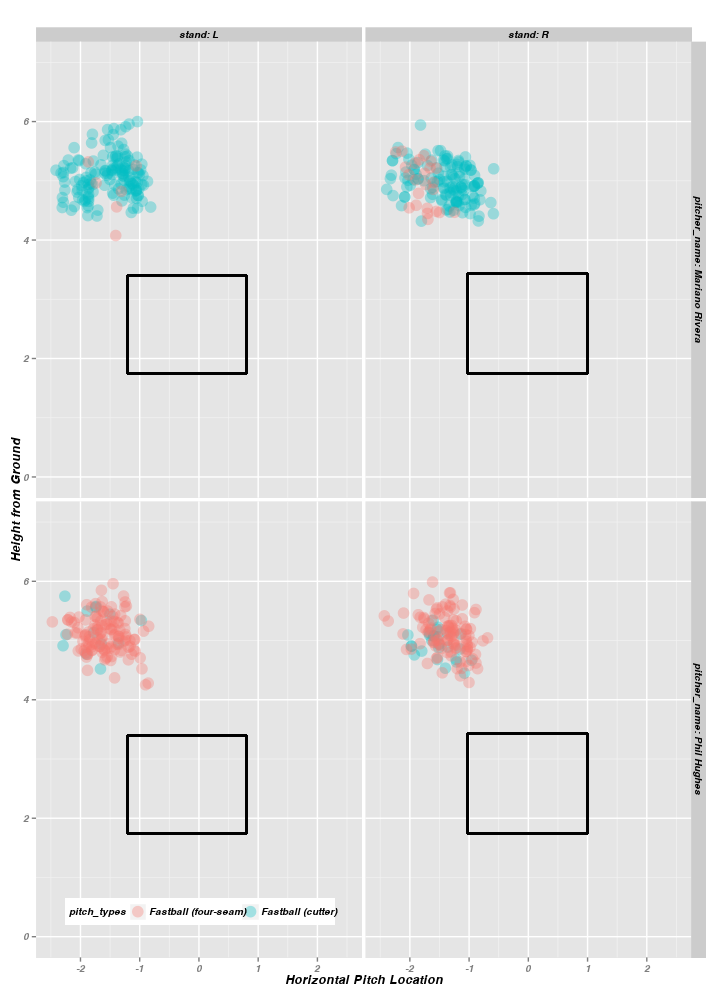 stand: L
stand: R
6
4
2
0
pitcher_name: Mariano Rivera
Height from Ground
6
4
2
0
pitcher_name: Phil Hughes
pitch_types
Fastball (four-seam)
Fastball (cutter)
-2 -1 0 1 2
-2 -1 0 1 2
Horizontal Pitch Location